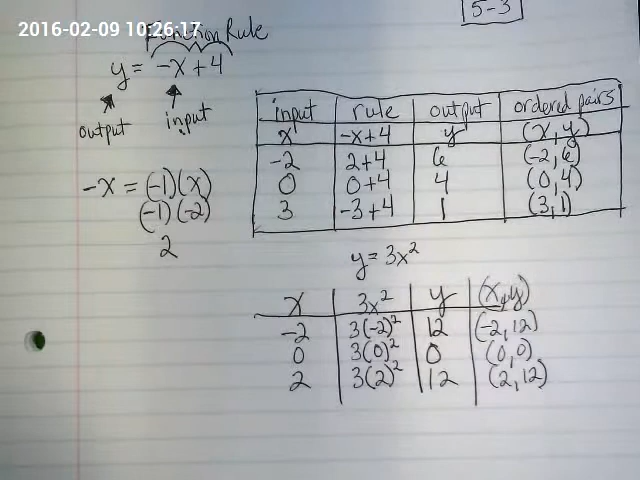 2016-02-09 10:26:17
5-3
Function Rule
y = -x + 4
output
input
-x = (-1)(x)
(-1)(-2)
2
input rule output ordered pairs
x -x+4 y (x, y)
-2 2+4 6 (-2, 6)
0 0+4 4 (0, 4)
3 -3+4 1 (3, 1)
y = 3x²
x 3x² y (x, y)
-2 3(-2)² 12 (-2, 12)
0 3(0)² 0 (0, 0)
2 3(2)² 12 (2, 12)